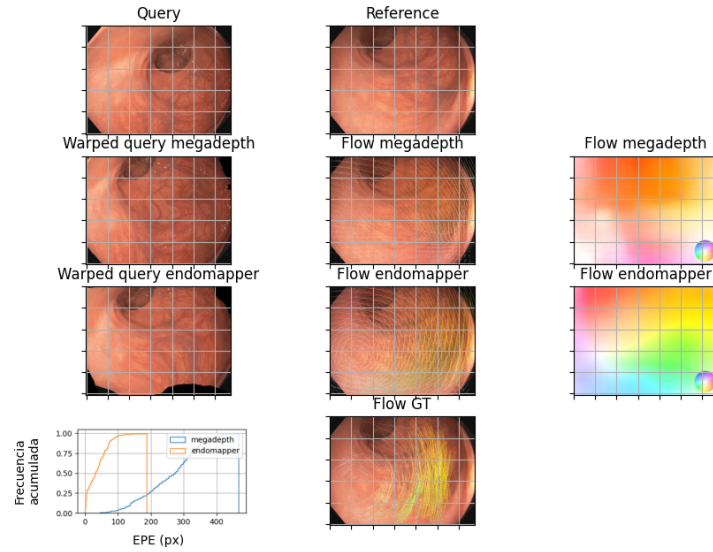 Query
Reference
Warped query megadepth
Flow megadepth
Flow megadepth
Warped query endomapper
Flow endomapper
Flow endomapper
Flow GT
Frecuencia
acumulada
1.00
0.75
0.50
0.25
0.00
megadepth
endomapper
0 100 200 300 400
EPE (px)